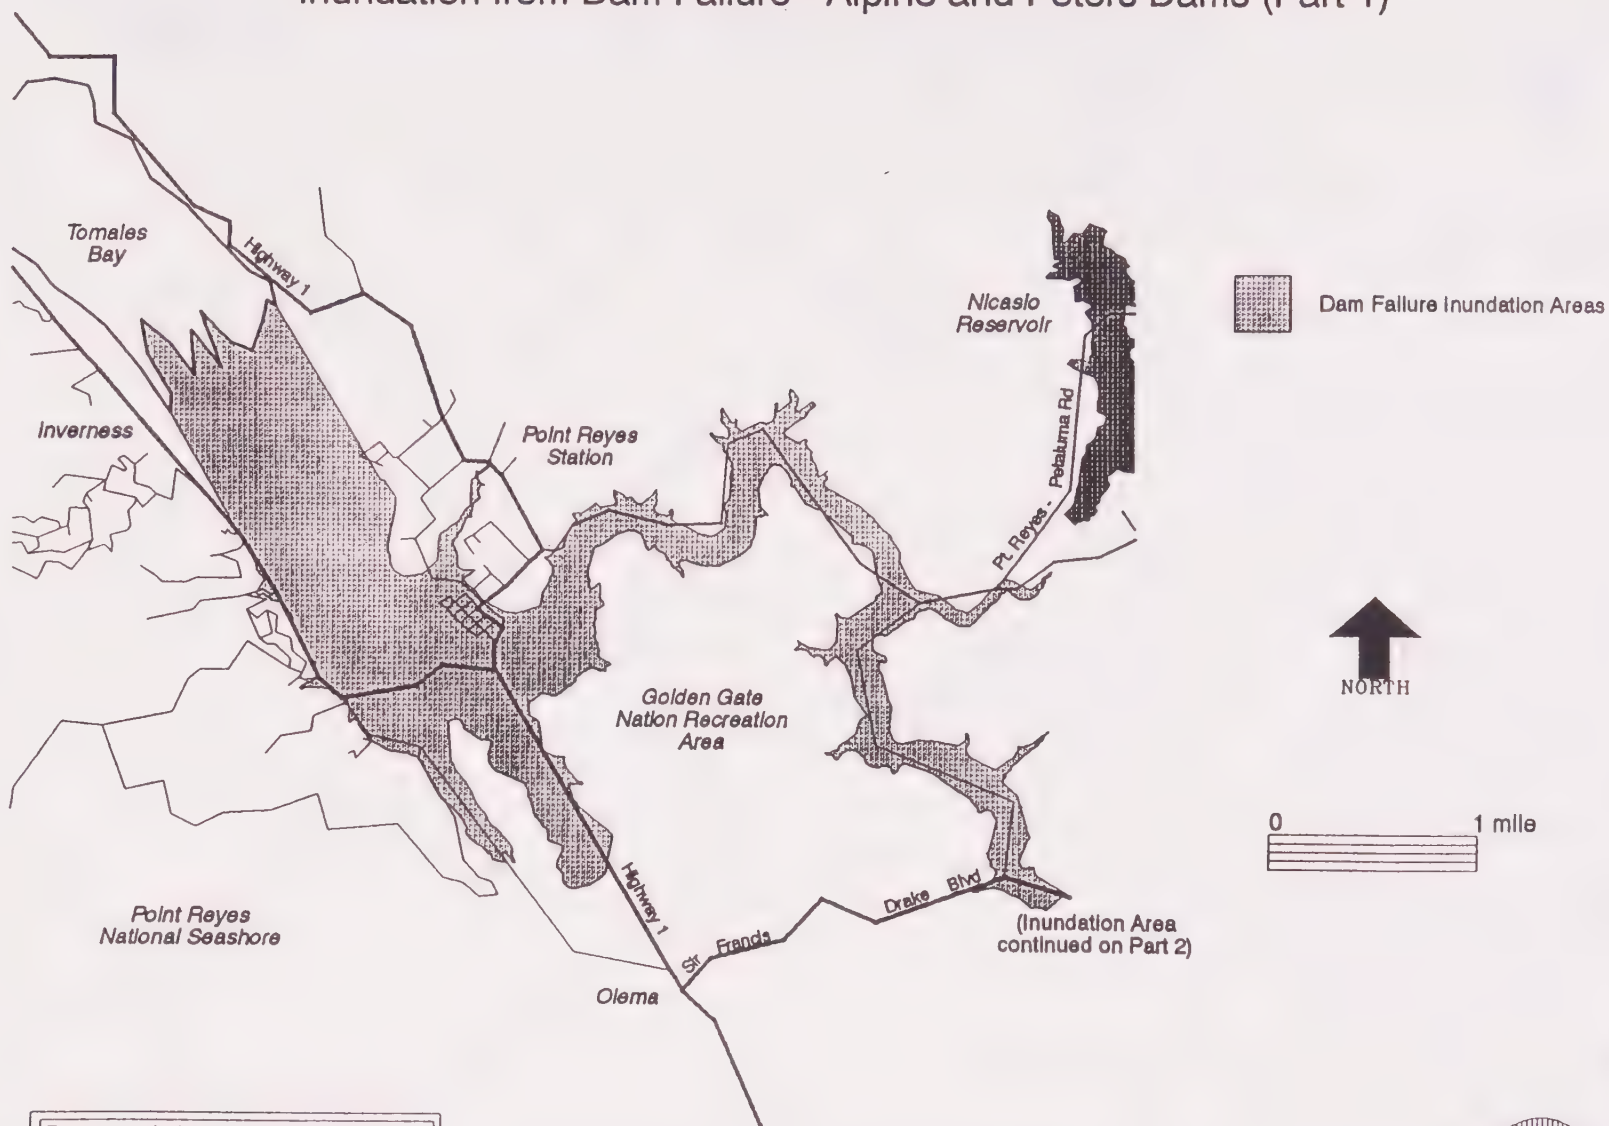 Inundation from Dam Failure - Alpine and Peters Dams (Part 1)
Tomales
Bay
Highway 1
Nicasio
Reservoir
Dam Failure Inundation Areas
Inverness
Point Reyes
Station
Pt. Reyes - Petaluma Rd
NORTH
Golden Gate
Nation Recreation
Area
0 1 mile
Point Reyes
National Seashore
Highway 1
Sir Francis Drake Blvd
(Inundation Area
continued on Part 2)
Olema